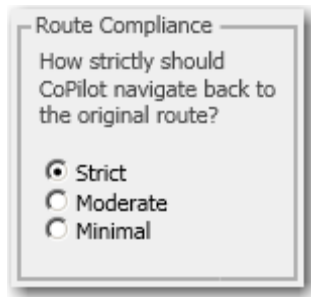 Route Compliance
How strictly should
CoPilot navigate back to
the original route?
Strict
Moderate
Minimal